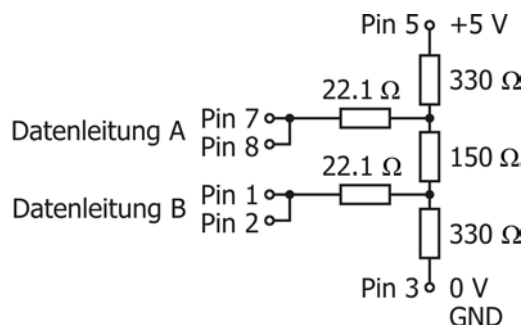 Pin 5 +5 V
330 Ω
22.1 Ω
Datenleitung A Pin 7
Pin 8
150 Ω
22.1 Ω
Datenleitung B Pin 1
Pin 2
330 Ω
Pin 3 0 V
GND